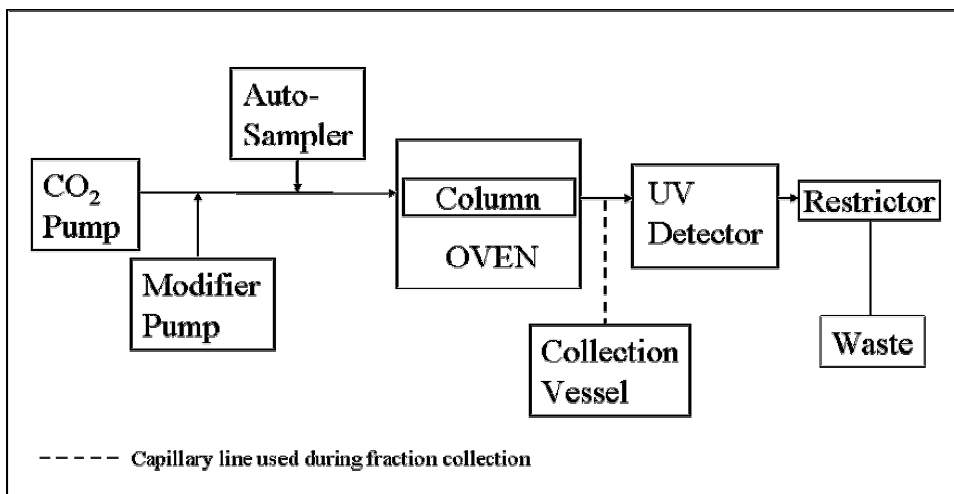 Auto-
Sampler
CO₂
Pump
Column
OVEN
UV
Detector
Restrictor
Modifier
Pump
Collection
Vessel
Waste
Capillary line used during fraction collection